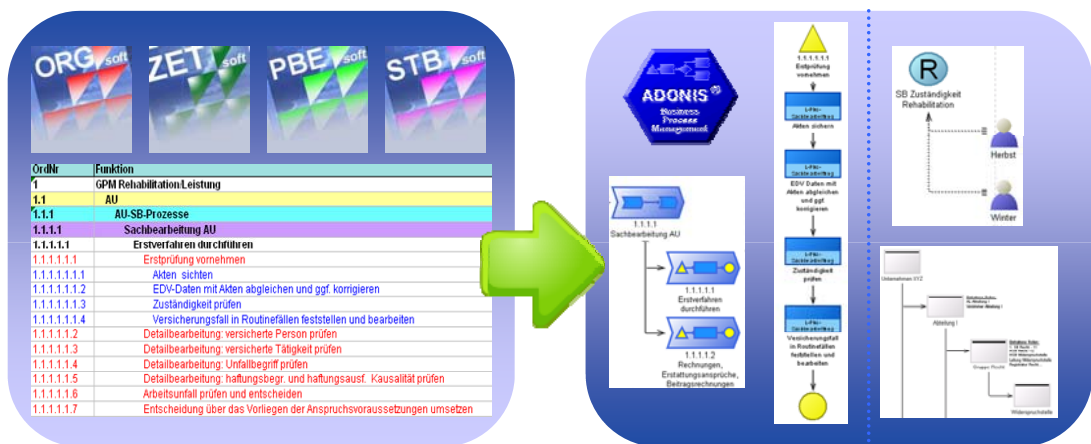 ORG soft
ZET soft
PBE soft
STB soft
OrdNr Funktion
1 GPM Rehabilitation/Leistung
1.1 AU
1.1.1 AU-SB-Prozesse
1.1.1.1 Sachbearbeitung AU
1.1.1.1.1 Erstverfahren durchführen
1.1.1.1.1.1 Erstprüfung vornehmen
1.1.1.1.1.1.1 Akten sichten
1.1.1.1.1.1.2 EDV-Daten mit Akten abgleichen und ggf. korrigieren
1.1.1.1.1.1.3 Zuständigkeit prüfen
1.1.1.1.1.1.4 Versicherungsfall in Routinefällen feststellen und bearbeiten
1.1.1.1.1.2 Detailbearbeitung: versicherte Person prüfen
1.1.1.1.1.3 Detailbearbeitung: versicherte Tätigkeit prüfen
1.1.1.1.1.4 Detailbearbeitung: Unfallbegriff prüfen
1.1.1.1.1.5 Detailbearbeitung: haftungsbegr. und haftungsausf. Kausalität prüfen
1.1.1.1.1.6 Arbeitsunfall prüfen und entscheiden
1.1.1.1.1.7 Entscheidung über das Vorliegen der Anspruchsvoraussetzungen umsetzen
ADONIS ®
Business
Process
Management
1.1.1.1
Sachbearbeitung AU
1.1.1.1.1
Erstverfahren
durchführen
1.1.1.1.2
Rechnungen,
Erstattungsansprüche,
Beitragsrechnungen
1.1.1.1.1.1
Erstprüfung
vornehmen
Akten sichern
EDV Daten mit
Akten abgleichen
und ggf
korrigieren
Zuständigkeit
prüfen
Versicherungsfall
in Routinefällen
feststellen und
bearbeiten
R
SB Zuständigkeit
Rehabilitation
Herbst
Winter
Unternehmen XYZ
Abteilung I
Gruppe Recht
Widerspruchsstelle